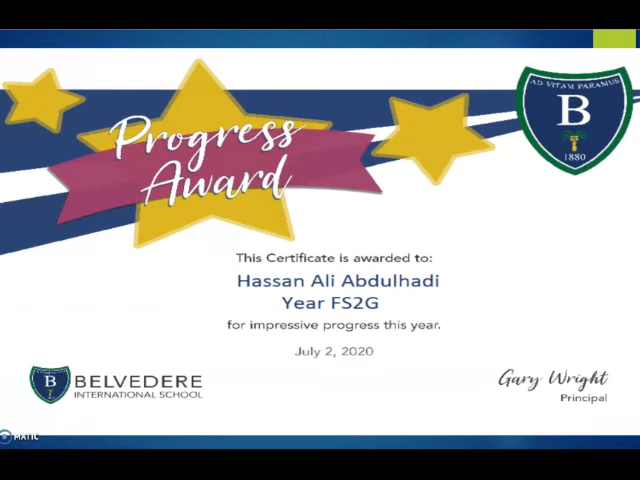 Progress
Award
AD VITAM PARAMUS
B
1880
This Certificate is awarded to:
Hassan Ali Abdulhadi
Year FS2G
for impressive progress this year.
July 2, 2020
B
BELVEDERE
INTERNATIONAL SCHOOL
Gary Wright
Principal
MATIC